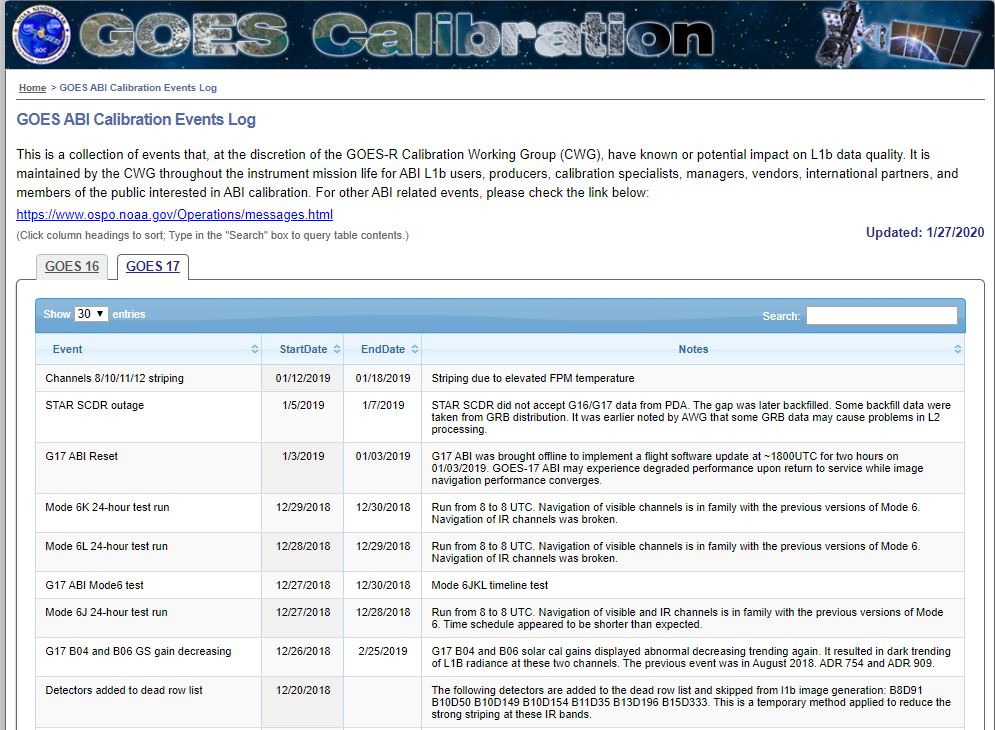 GOES Calibration
Home > GOES ABI Calibration Events Log
GOES ABI Calibration Events Log
This is a collection of events that, at the discretion of the GOES-R Calibration Working Group (CWG), have known or potential impact on L1b data quality. It is
maintained by the CWG throughout the instrument mission life for ABI L1b users, producers, calibration specialists, managers, vendors, international partners, and
members of the public interested in ABI calibration. For other ABI related events, please check the link below:
https://www.ospo.noaa.gov/Operations/messages.html
(Click column headings to sort; Type in the "Search" box to query table contents.)
Updated: 1/27/2020
GOES 16 GOES 17
Show 30 entries Search:
Event StartDate EndDate Notes
Channels 8/10/11/12 striping 01/12/2019 01/18/2019 Striping due to elevated FPM temperature
STAR SCDR outage 1/5/2019 1/7/2019 STAR SCDR did not accept G16/G17 data from PDA. The gap was later backfilled. Some backfill data were
taken from GRB distribution. It was earlier noted by AWG that some GRB data may cause problems in L2
processing.
G17 ABI Reset 1/3/2019 01/03/2019 G17 ABI was brought offline to implement a flight software update at ~1800UTC for two hours on
01/03/2019. GOES-17 ABI may experience degraded performance upon return to service while image
navigation performance converges.
Mode 6K 24-hour test run 12/29/2018 12/30/2018 Run from 8 to 8 UTC. Navigation of visible channels is in family with the previous versions of Mode 6.
Navigation of IR channels was broken.
Mode 6L 24-hour test run 12/28/2018 12/29/2018 Run from 8 to 8 UTC. Navigation of visible channels is in family with the previous versions of Mode 6.
Navigation of IR channels was broken.
G17 ABI Mode6 test 12/27/2018 12/30/2018 Mode 6JKL timeline test
Mode 6J 24-hour test run 12/27/2018 12/28/2018 Run from 8 to 8 UTC. Navigation of visible and IR channels is in family with the previous versions of Mode
6. Time schedule appeared to be shorter than expected.
G17 B04 and B06 GS gain decreasing 12/26/2018 2/25/2019 G17 B04 and B06 solar cal gains displayed abnormal decreasing trending again. It resulted in dark trending
of L1B radiance at these two channels. The previous event was in August 2018. ADR 754 and ADR 909.
Detectors added to dead row list 12/20/2018 The following detectors are added to the dead row list and skipped from l1b image generation: B8D91
B10D50 B10D149 B10D154 B11D35 B13D196 B15D333. This is a temporary method applied to reduce the
strong striping at these IR bands.